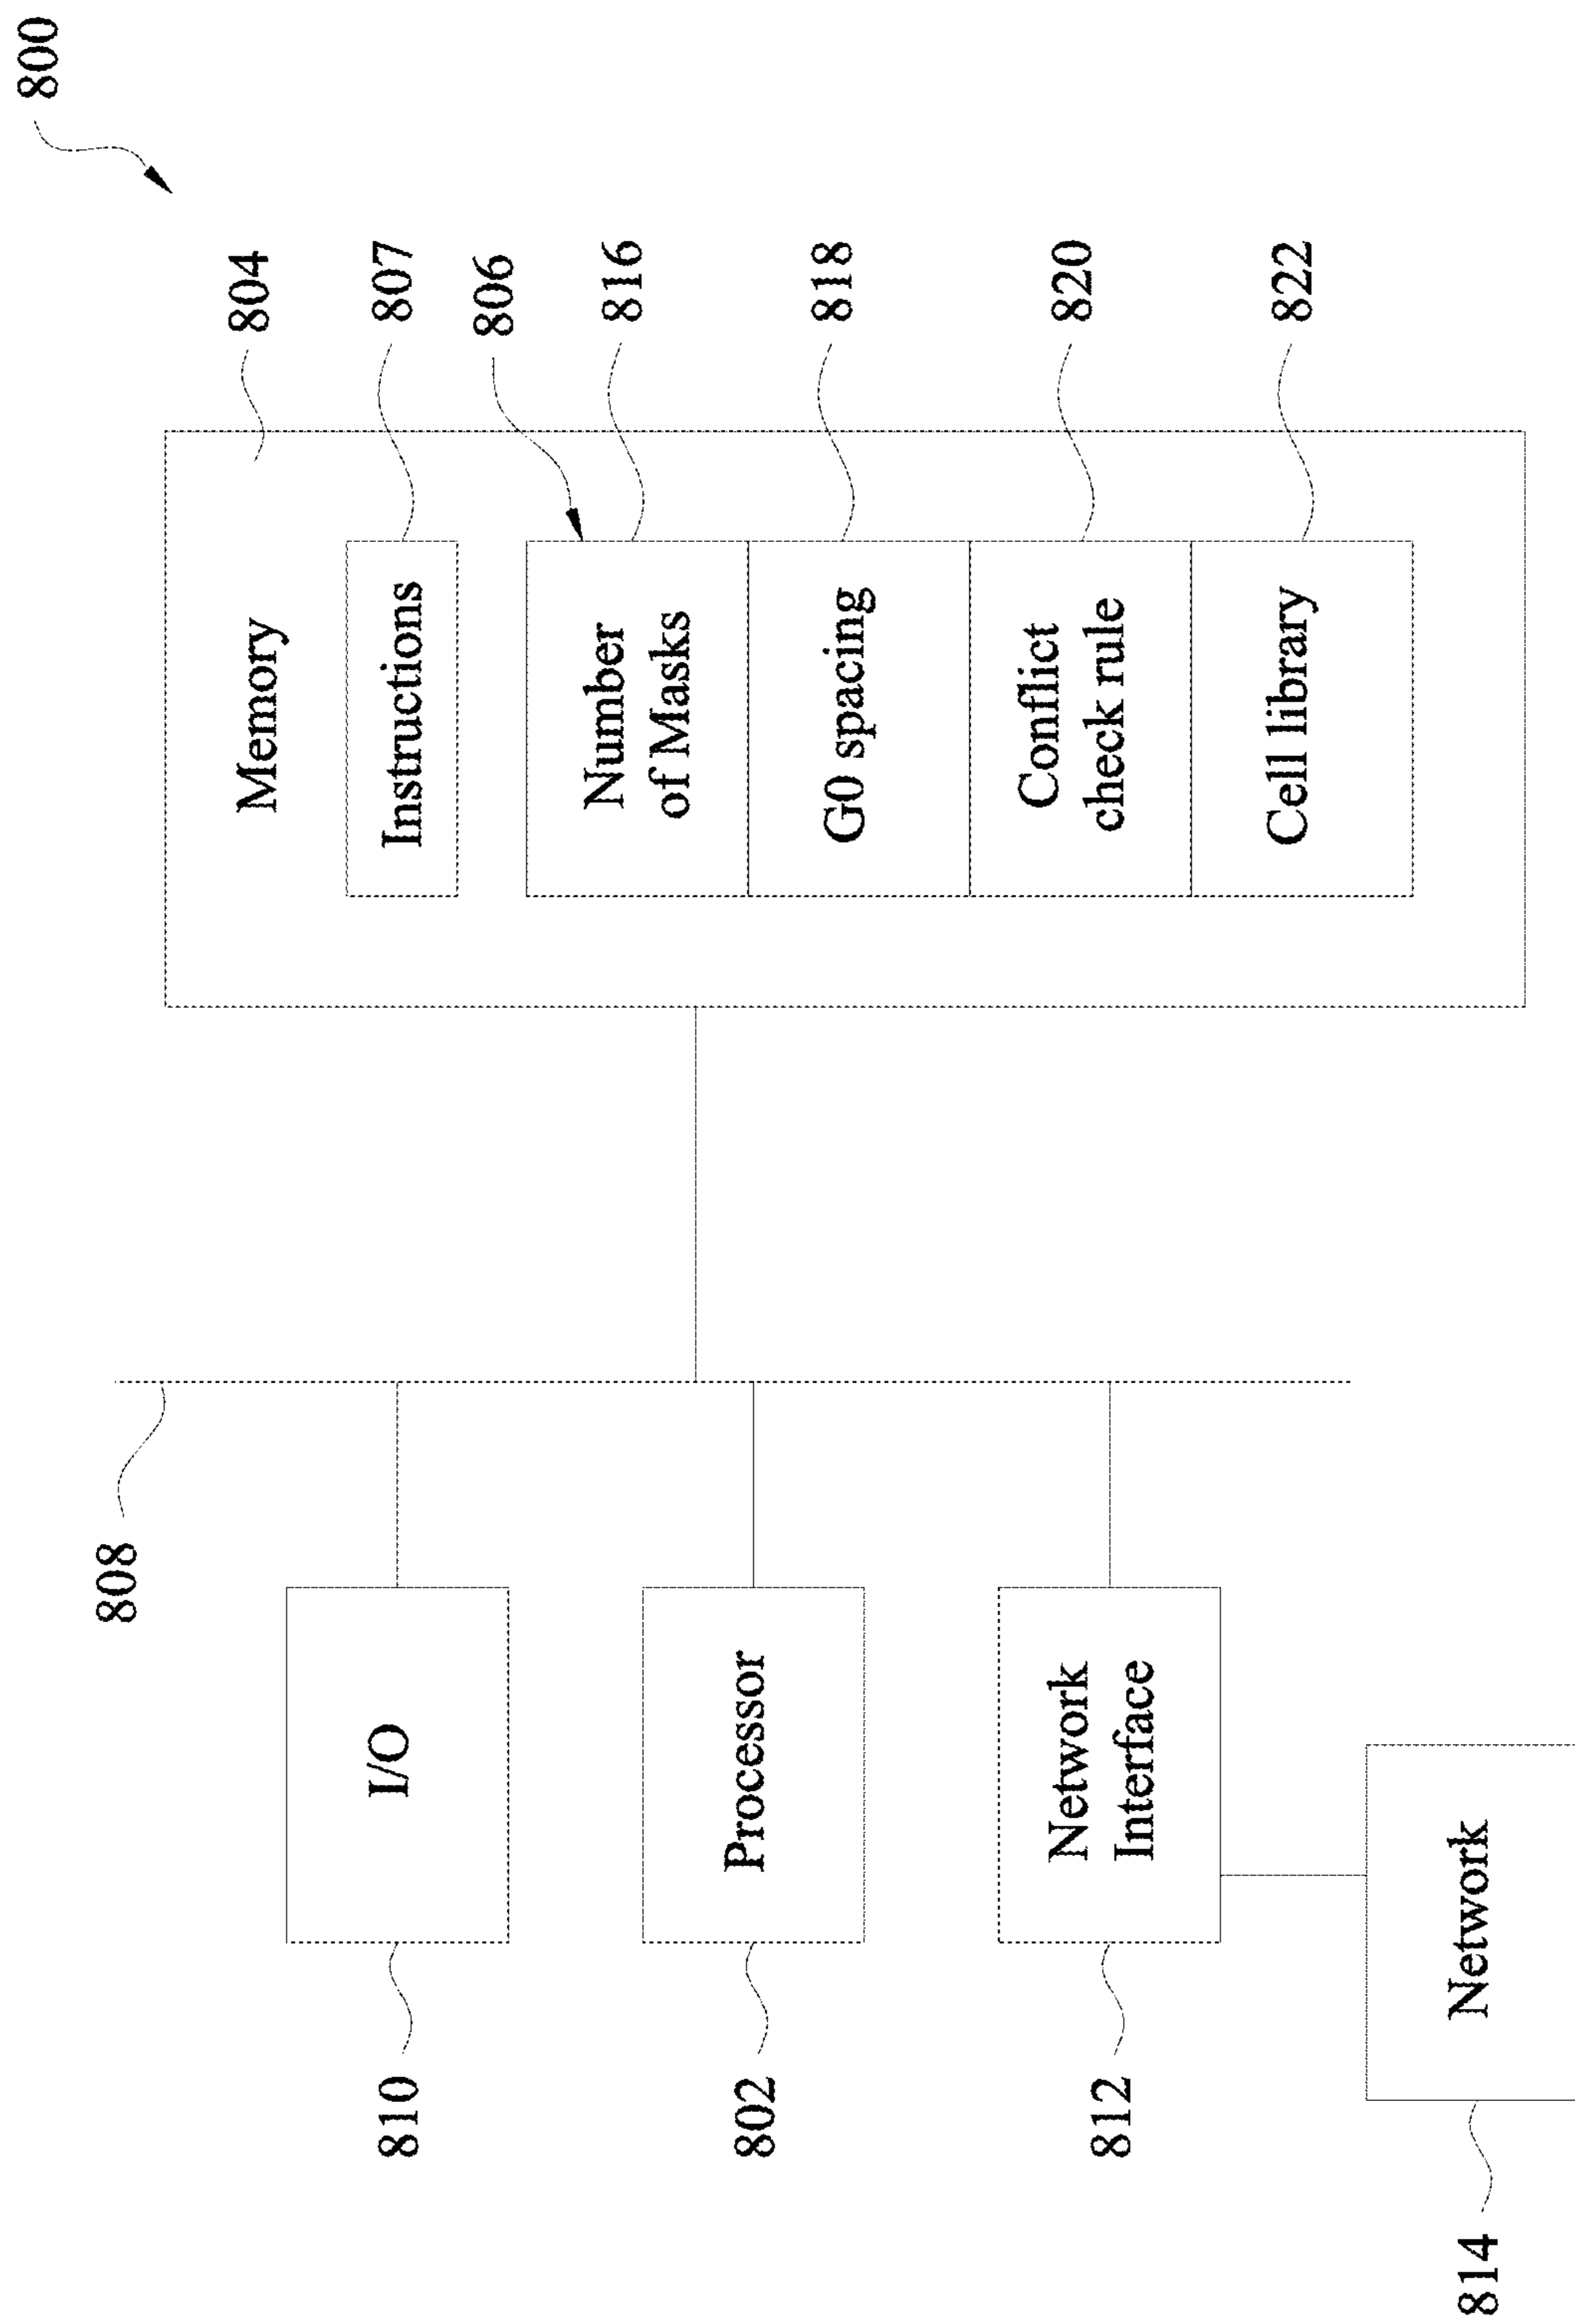 800
804
Memory
807
Instructions
806
816
Number
of Masks
818
G0 spacing
820
Conflict
check rule
822
Cell library
808
810
I/O
802
Processor
812
Network
Interface
814
Network